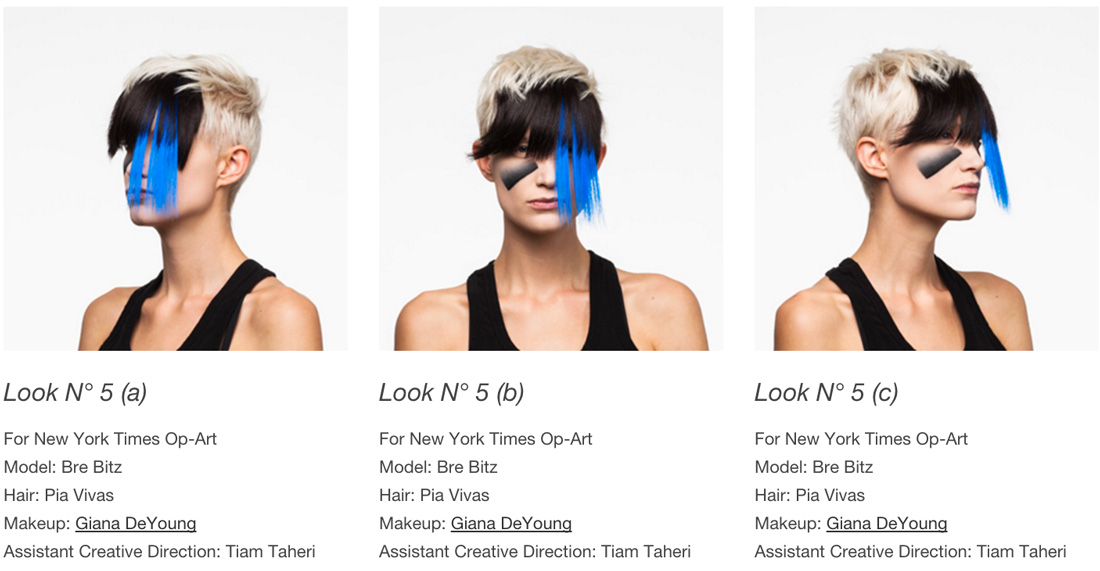 Look N° 5 (a)
For New York Times Op-Art
Model: Bre Bitz
Hair: Pia Vivas
Makeup: Giana DeYoung
Assistant Creative Direction: Tiam Taheri
Look N° 5 (b)
For New York Times Op-Art
Model: Bre Bitz
Hair: Pia Vivas
Makeup: Giana DeYoung
Assistant Creative Direction: Tiam Taheri
Look N° 5 (c)
For New York Times Op-Art
Model: Bre Bitz
Hair: Pia Vivas
Makeup: Giana DeYoung
Assistant Creative Direction: Tiam Taheri